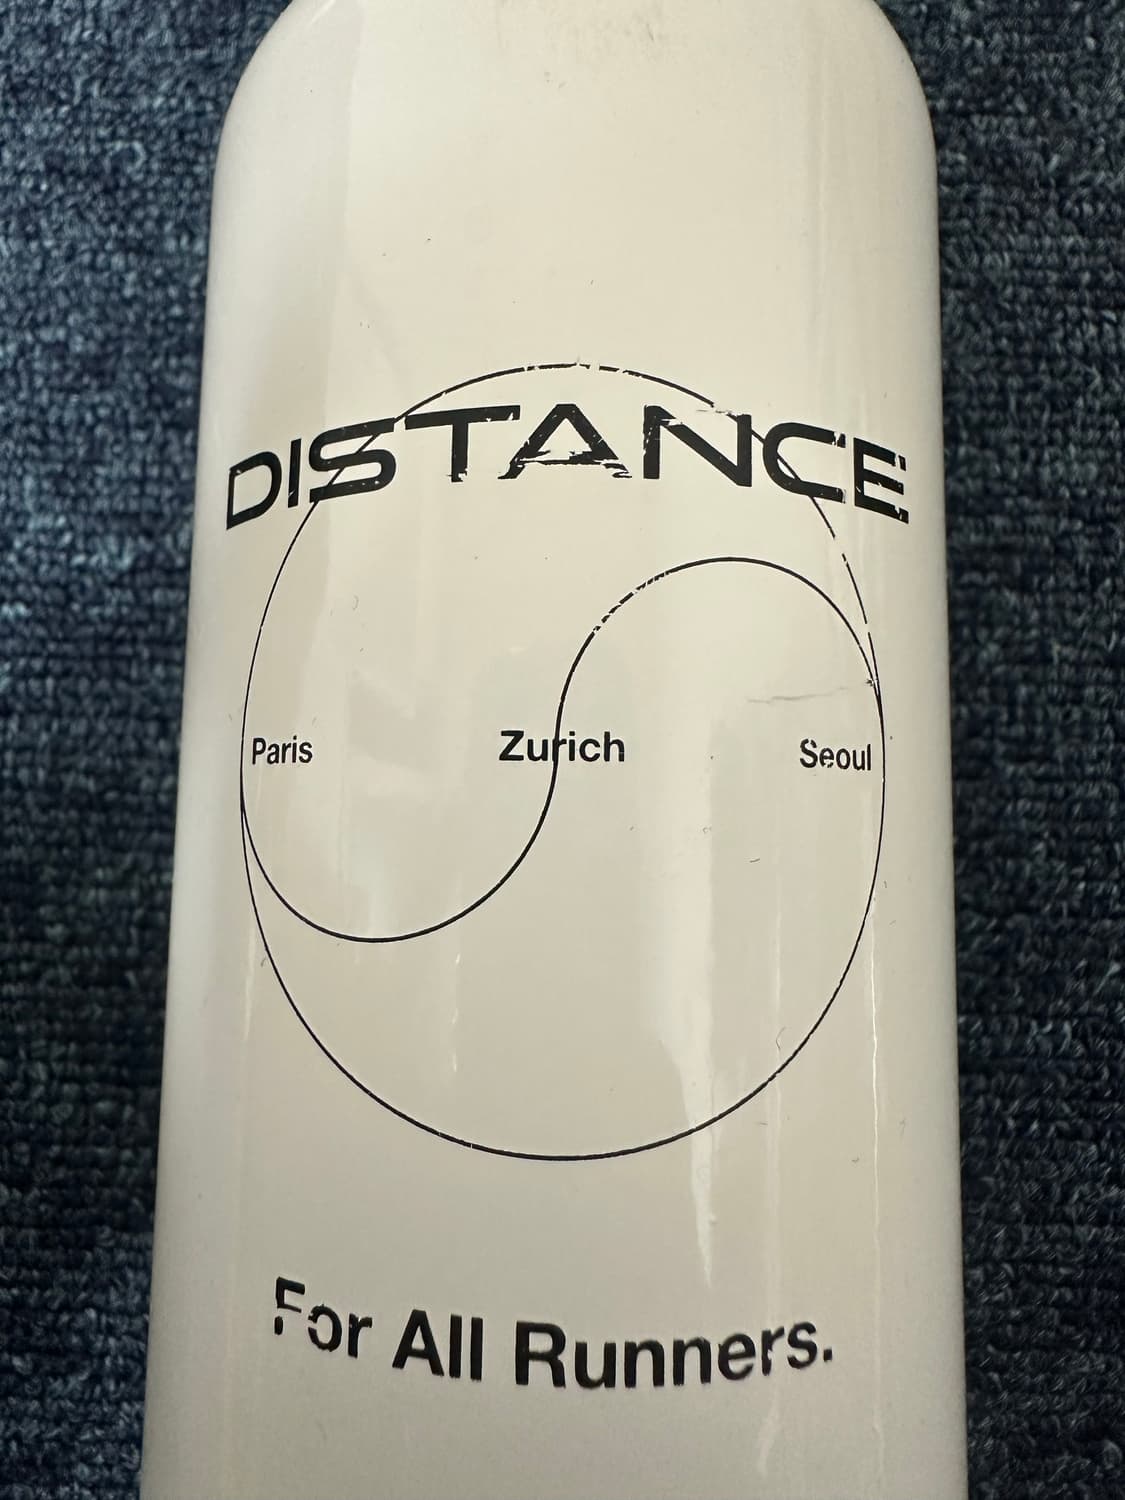 DISTANCE
Paris Zurich Seoul
For All Runners.